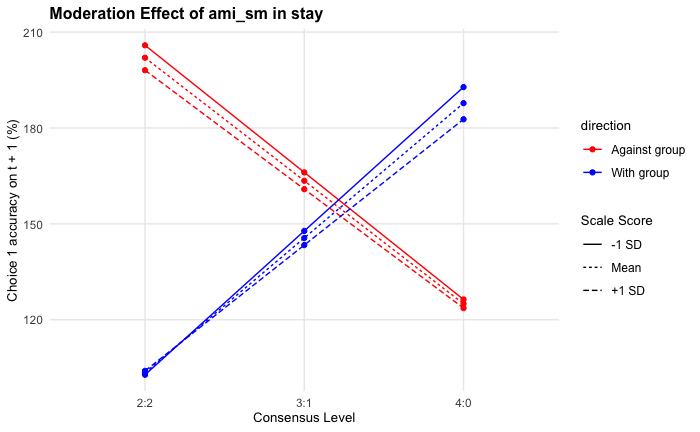 Moderation Effect of ami_sm in stay
Choice 1 accuracy on t + 1 (%)
210
180
150
120
2:2
3:1
4:0
Consensus Level
direction
Against group
With group
Scale Score
-1 SD
Mean
+1 SD